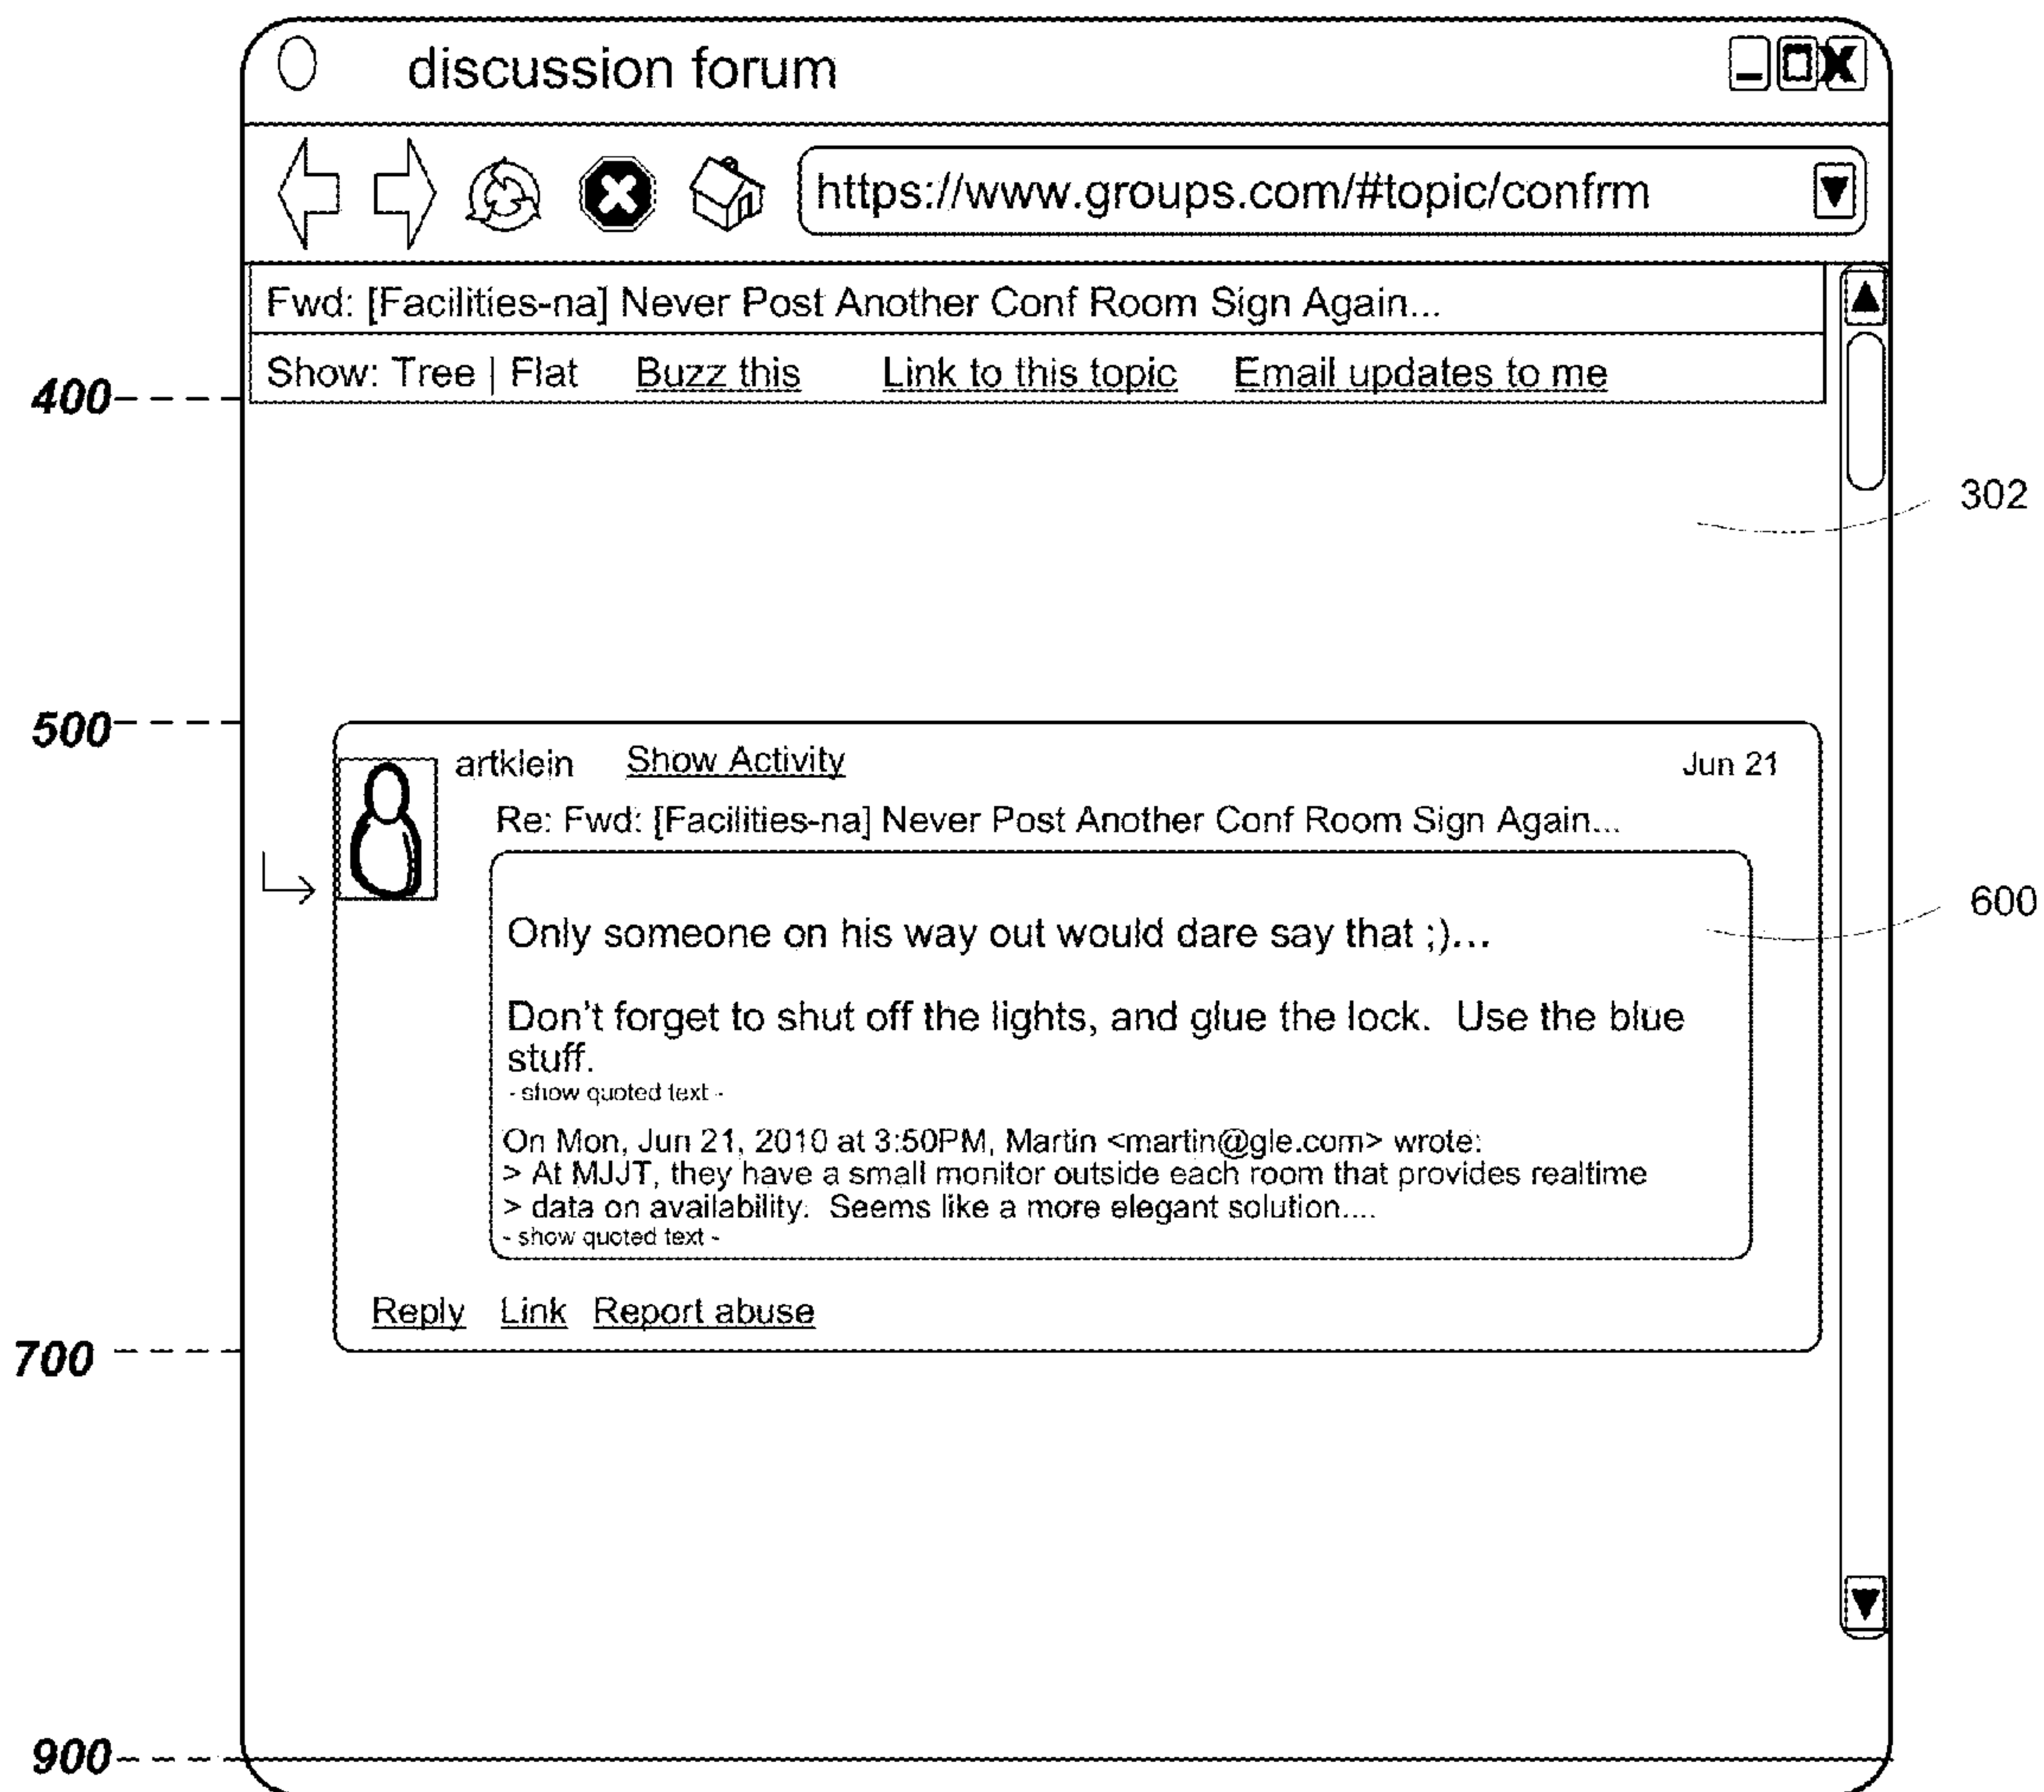 discussion forum
https://www.groups.com/#topic/confrm
Fwd: [Facilities-na] Never Post Another Conf Room Sign Again...
Show: Tree | Flat Buzz this Link to this topic Email updates to me
400
302
500
artklein Show Activity Jun 21
Re: Fwd: [Facilities-na] Never Post Another Conf Room Sign Again...
600
Only someone on his way out would dare say that ;)...
Don't forget to shut off the lights, and glue the lock. Use the blue
stuff.
- show quoted text -
On Mon, Jun 21, 2010 at 3:50PM, Martin <martin@gle.com> wrote:
> At MJJT, they have a small monitor outside each room that provides realtime
> data on availability. Seems like a more elegant solution....
- show quoted text -
Reply Link Report abuse
700
900